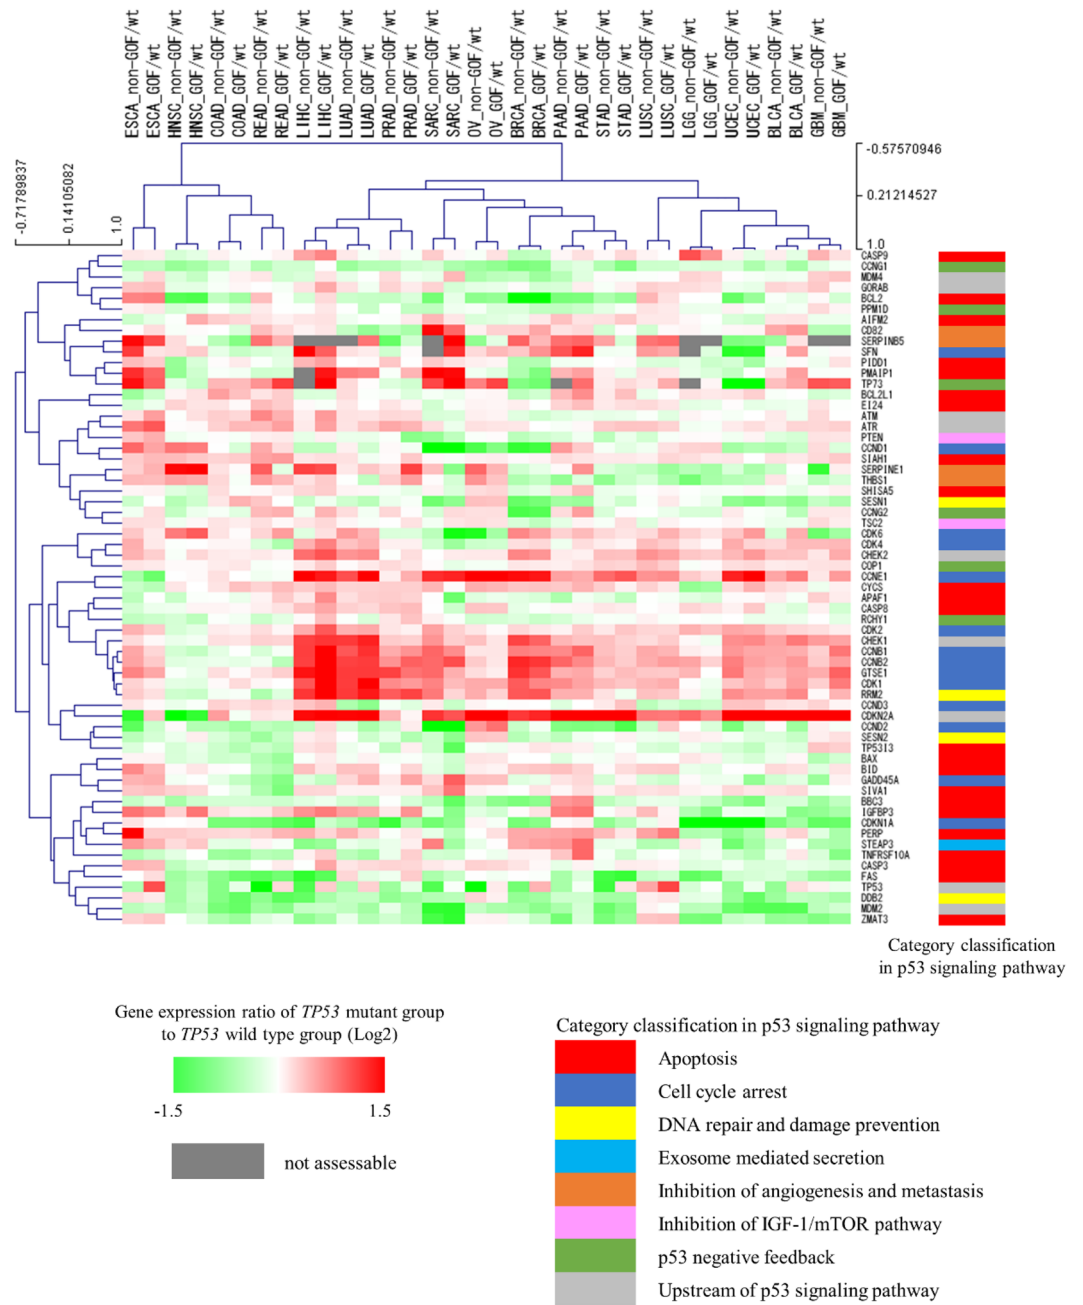 ESCA_non-GOF/wt
ESCA_GOF/wt
HNSC_non-GOF/wt
HNSC_GOF/wt
COAD_non-GOF/wt
COAD_GOF/wt
READ_non-GOF/wt
READ_GOF/wt
LIHC_non-GOF/wt
LIHC_GOF/wt
LUAD_non-GOF/wt
LUAD_GOF/wt
PRAD_non-GOF/wt
PRAD_GOF/wt
SARC_non-GOF/wt
SARC_GOF/wt
OV_non-GOF/wt
OV_GOF/wt
BRCA_non-GOF/wt
BRCA_GOF/wt
PAAD_non-GOF/wt
PAAD_GOF/wt
STAD_non-GOF/wt
STAD_GOF/wt
LUSC_non-GOF/wt
LUSC_GOF/wt
LGG_non-GOF/wt
LGG_GOF/wt
UCEC_non-GOF/wt
UCEC_GOF/wt
BLCA_non-GOF/wt
BLCA_GOF/wt
GBM_non-GOF/wt
GBM_GOF/wt
-0.57570946
0.21214527
1.0
-0.71789837
0.14105082
1.0
CASP9
CCNG1
MDM4
GORAB
BCL2
PPM1D
AIFM2
CD82
SERPINB5
SFN
PIDD1
PMAIP1
TP73
BCL2L1
EI24
ATM
ATR
PTEN
CCND1
SIAH1
SERPINE1
THBS1
SHISA5
SESN1
CCNG2
TSC2
CDK6
CDK4
CHEK2
COP1
CCNE1
CYCS
APAF1
CASP8
RCHY1
CDK2
CHEK1
CCNB1
CCNB2
GTSE1
CDK1
RRM2
CCND3
CDKN2A
CCND2
SESN2
TP53I3
BAX
BID
GADD45A
SIVA1
BBC3
IGFBP3
CDKN1A
PERP
STEAP3
TNFRSF10A
CASP3
FAS
TP53
DDB2
MDM2
ZMAT3
Category classification
in p53 signaling pathway
Gene expression ratio of TP53 mutant group
to TP53 wild type group (Log2)
-1.5 1.5
not assessable
Category classification in p53 signaling pathway
Apoptosis
Cell cycle arrest
DNA repair and damage prevention
Exosome mediated secretion
Inhibition of angiogenesis and metastasis
Inhibition of IGF-1/mTOR pathway
p53 negative feedback
Upstream of p53 signaling pathway